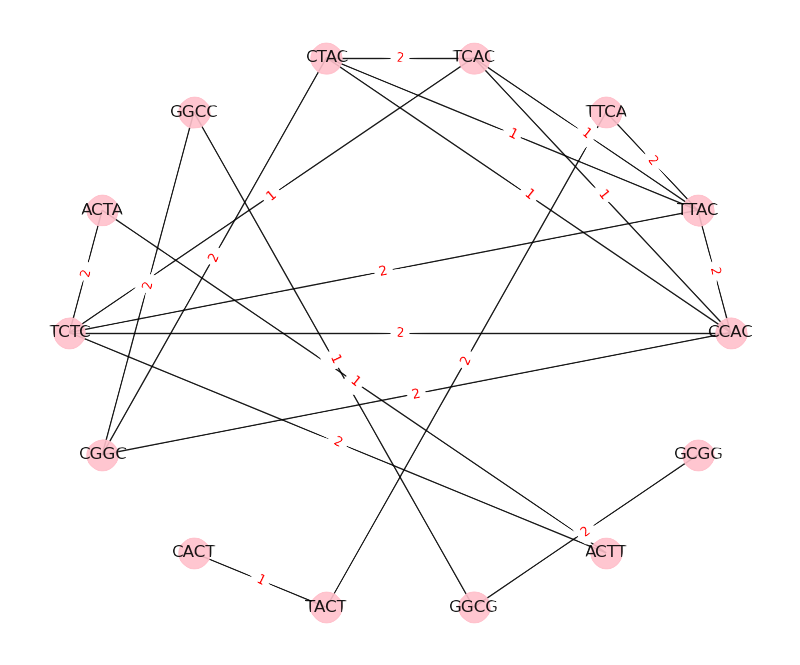 CTAC 2 TCAC
GGCC TTCA
1 1 2
ACTA 1 1 1 TTAC
2 2 2 2 2
TCTC 2 CCAC
1 1 2 2
CGGC 2 GCGG
2
CACT 1 ACTT
TACT GGCG